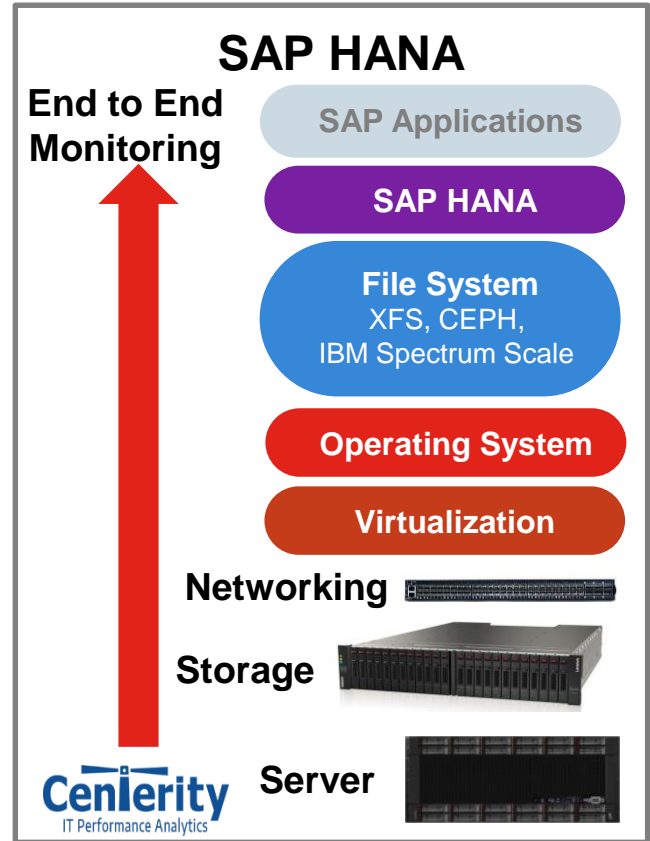 SAP HANA
End to End
Monitoring
SAP Applications
SAP HANA
File System
XFS, CEPH,
IBM Spectrum Scale
Operating System
Virtualization
Networking
Storage
Server
Centerity
IT Performance Analytics